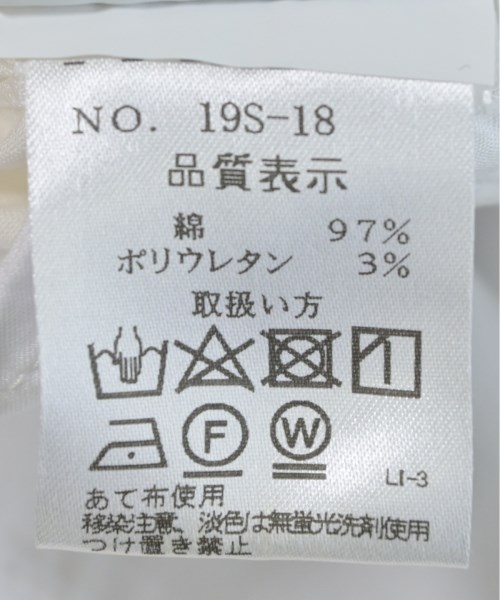 NO. 19S-18
品質表示
綿 97%
ポリウレタン 3%
取扱い方
F W
LI-3
あて布使用
移染注意、淡色は無蛍光洗剤使用
つけ置き禁止